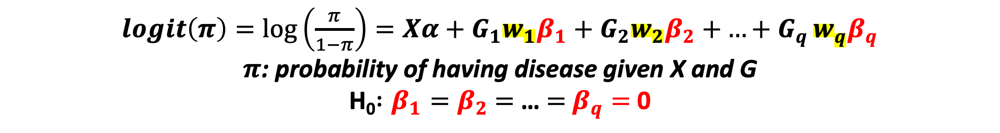 logit(π) = log(π/1−π) = Xα + G₁w₁β₁ + G₂w₂β₂ + ... + G_q w_qβ_q
π: probability of having disease given X and G
H₀: β₁ = β₂ = ... = β_q = 0